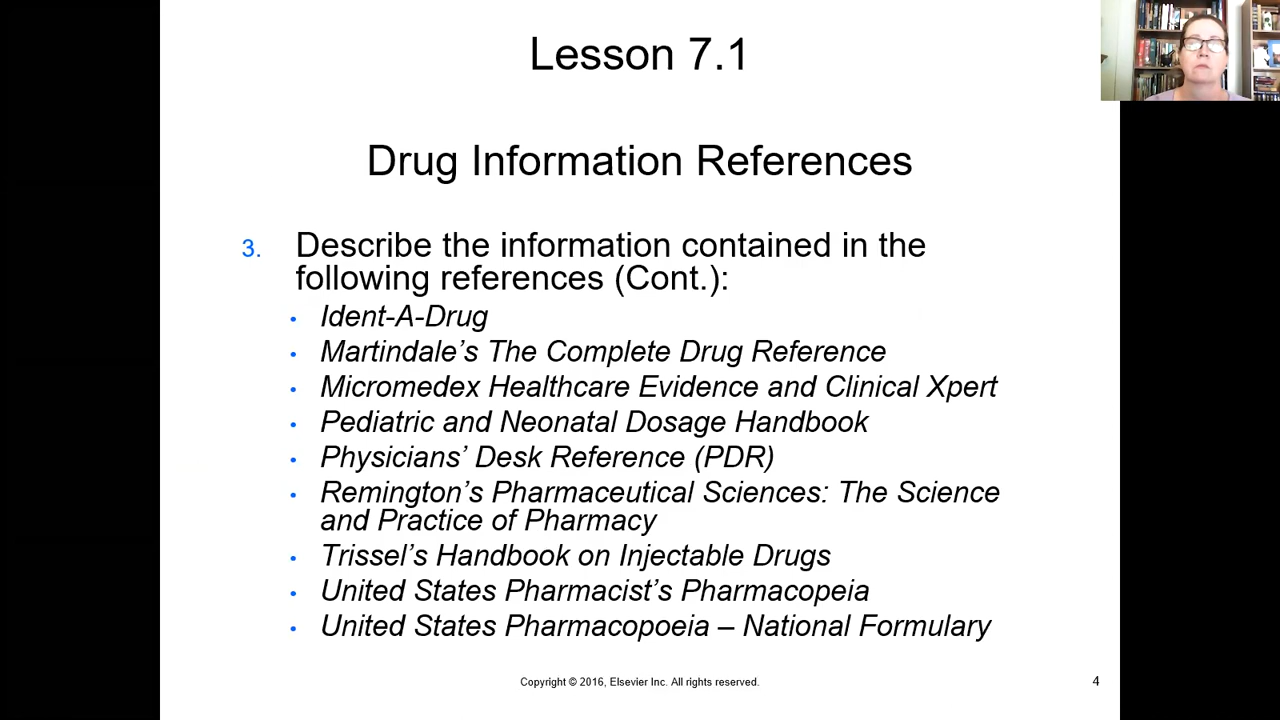 Lesson 7.1
Drug Information References
3. Describe the information contained in the
following references (Cont.):
• Ident-A-Drug
• Martindale’s The Complete Drug Reference
• Micromedex Healthcare Evidence and Clinical Xpert
• Pediatric and Neonatal Dosage Handbook
• Physicians’ Desk Reference (PDR)
• Remington’s Pharmaceutical Sciences: The Science
and Practice of Pharmacy
• Trissel’s Handbook on Injectable Drugs
• United States Pharmacist’s Pharmacopeia
• United States Pharmacopoeia – National Formulary
Copyright © 2016, Elsevier Inc. All rights reserved.
4